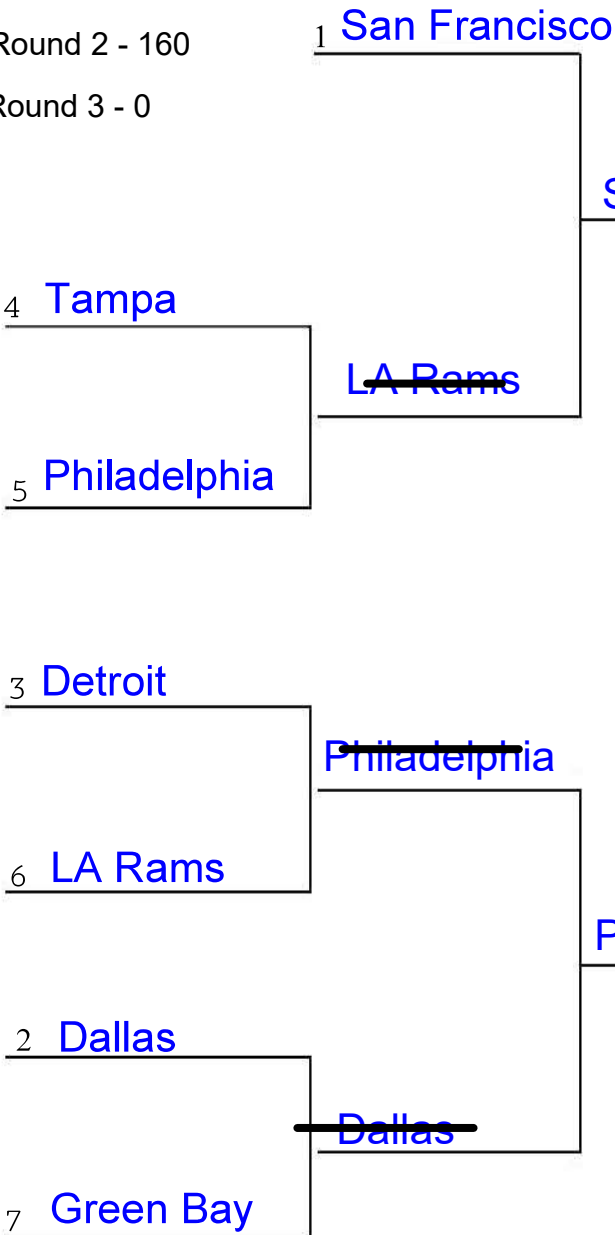 Round 2 - 160
1 San Francisco
Round 3 - 0
S
4 Tampa
LA Rams
5 Philadelphia
3 Detroit
Philadelphia
6 LA Rams
P
2 Dallas
Dallas
7 Green Bay